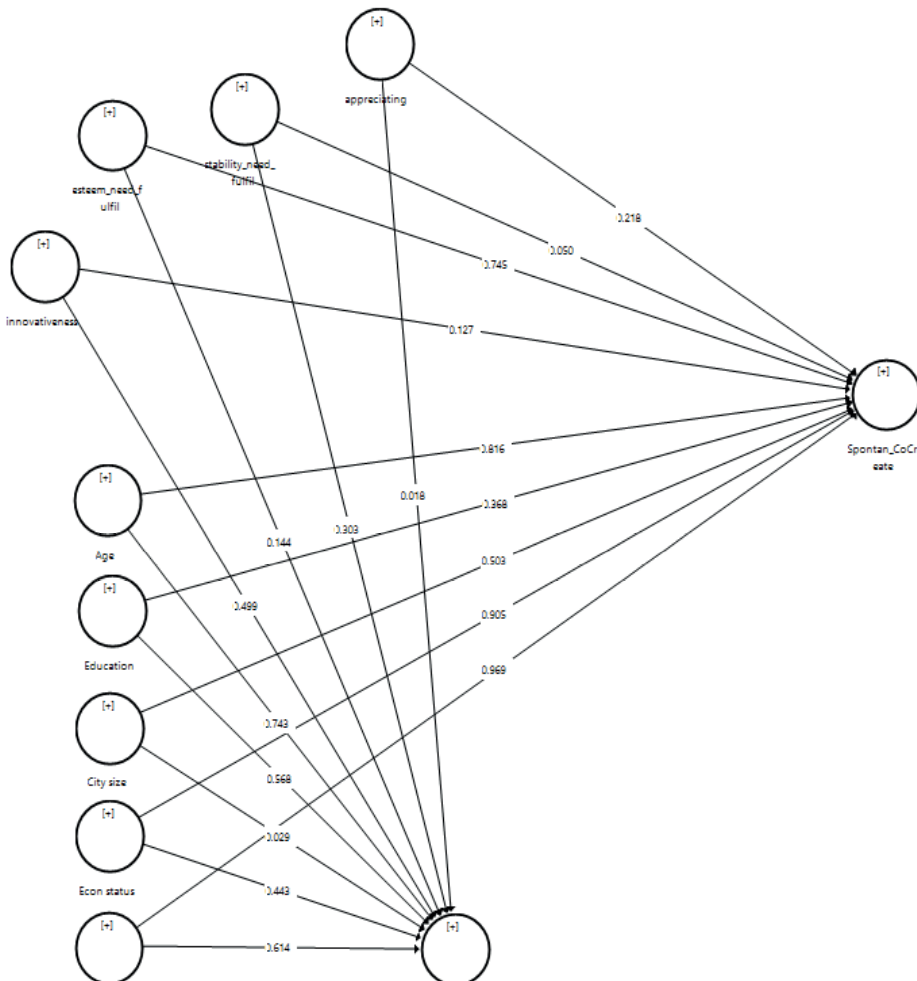 [+]
appreciating
[+]
stability_need_
fulfil
[+]
esteem_need_f
ulfil
[+]
innovativeness
0.218
0.050
0.745
0.127
[+]
Spontan_CoCr
eate
0.816
0.368
0.503
0.905
0.969
0.018
0.303
0.144
0.499
[+]
Age
[+]
Education
0.743
0.568
[+]
City size
0.029
[+]
Econ status
0.443
[+]
0.614
[+]